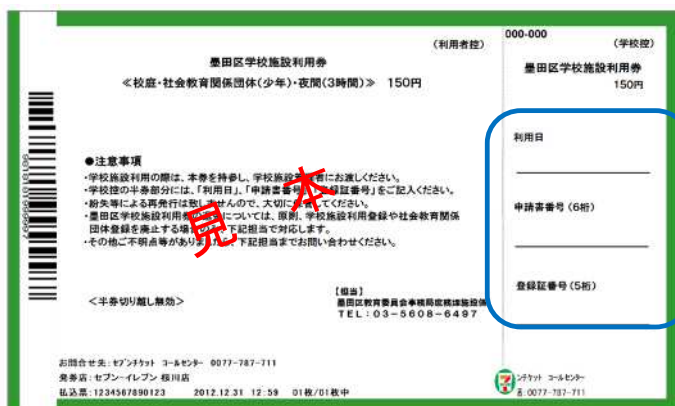 (利用者控)
墨田区学校施設利用券
≪校庭・社会教育関係団体(少年)・夜間(3時間)≫ 150円
●注意事項
・学校施設利用の際は、本券を持参し、学校施設管理者にお渡しください。
・学校控の半券部分には、「利用日」、「申請書番号」、「登録証番号」をご記入ください。
・紛失等による再発行は致しませんので、大切に保管してください。
・墨田区学校施設利用券の
については、原則、学校施設利用登録や社会教育関係
団体登録を廃止する場合のみ、下記担当で対応します。
・その他ご不明点等がありましたら、下記担当までお問い合わせください。
見本
<半券切り離し無効>
【担当】
墨田区教育委員会事務局庶務課施設係
TEL:03-5608-6497
お問合せ先:セブンチケット コールセンター 0077-787-711
発券店:セブン-イレブン 桜川店
払込票:1234567890123 2012.12.31 12:59 01枚/01枚中
000-000
(学校控)
墨田区学校施設利用券
150円
利用日
申請書番号(6桁)
登録証番号(5桁)
ンチケット コールセンター
:0077-787-711